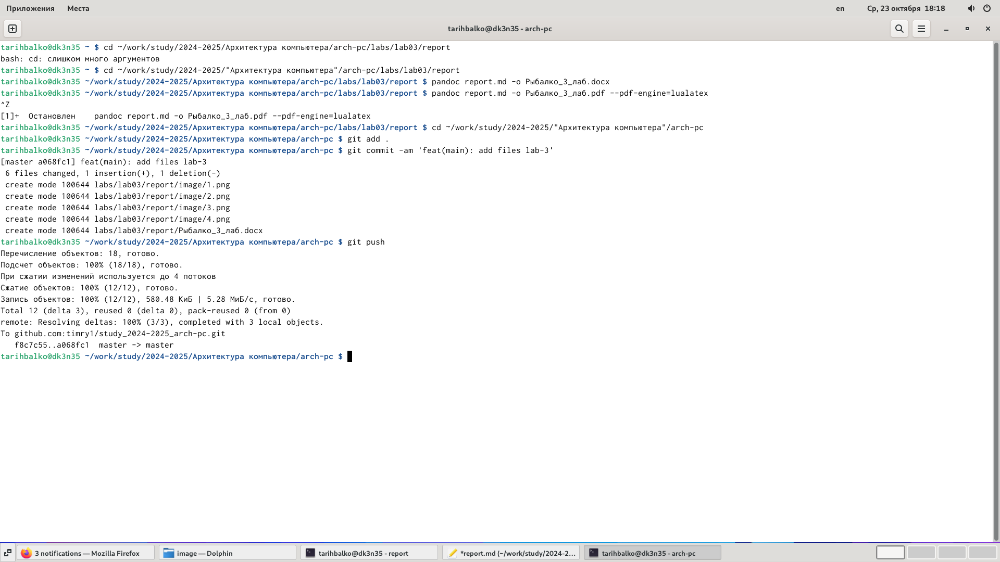 Приложения Места en Ср, 23 октября 18:18
tarihbalko@dk3n35 - arch-pc
tarihbalko@dk3n35 ~ $ cd ~/work/study/2024-2025/Архитектура компьютера/arch-pc/labs/lab03/report
bash: cd: слишком много аргументов
tarihbalko@dk3n35 ~ $ cd ~/work/study/2024-2025/"Архитектура компьютера"/arch-pc/labs/lab03/report
tarihbalko@dk3n35 ~/work/study/2024-2025/Архитектура компьютера/arch-pc/labs/lab03/report $ pandoc report.md -o Рыбалко_3_лаб.docx
tarihbalko@dk3n35 ~/work/study/2024-2025/Архитектура компьютера/arch-pc/labs/lab03/report $ pandoc report.md -o Рыбалко_3_лаб.pdf --pdf-engine=lualatex
^Z
[1]+  Остановлен    pandoc report.md -o Рыбалко_3_лаб.pdf --pdf-engine=lualatex
tarihbalko@dk3n35 ~/work/study/2024-2025/Архитектура компьютера/arch-pc/labs/lab03/report $ cd ~/work/study/2024-2025/"Архитектура компьютера"/arch-pc
tarihbalko@dk3n35 ~/work/study/2024-2025/Архитектура компьютера/arch-pc $ git add .
tarihbalko@dk3n35 ~/work/study/2024-2025/Архитектура компьютера/arch-pc $ git commit -am 'feat(main): add files lab-3'
[master a068fc1] feat(main): add files lab-3
 6 files changed, 1 insertion(+), 1 deletion(-)
 create mode 100644 labs/lab03/report/image/1.png
 create mode 100644 labs/lab03/report/image/2.png
 create mode 100644 labs/lab03/report/image/3.png
 create mode 100644 labs/lab03/report/image/4.png
 create mode 100644 labs/lab03/report/Рыбалко_3_лаб.docx
tarihbalko@dk3n35 ~/work/study/2024-2025/Архитектура компьютера/arch-pc $ git push
Перечисление объектов: 18, готово.
Подсчет объектов: 100% (18/18), готово.
При сжатии изменений используется до 4 потоков
Сжатие объектов: 100% (12/12), готово.
Запись объектов: 100% (12/12), 580.48 КиБ | 5.28 МиБ/с, готово.
Total 12 (delta 3), reused 0 (delta 0), pack-reused 0 (from 0)
remote: Resolving deltas: 100% (3/3), completed with 3 local objects.
To github.com:timry1/study_2024-2025_arch-pc.git
   f8c7c55..a068fc1  master -> master
tarihbalko@dk3n35 ~/work/study/2024-2025/Архитектура компьютера/arch-pc $
3 notifications — Mozilla Firefox image — Dolphin tarihbalko@dk3n35 - report *report.md (~/work/study/2024-2... tarihbalko@dk3n35 - arch-pc